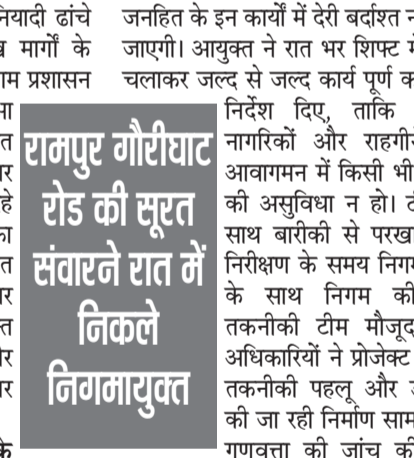 नियादी ढांचे
मार्गों के
प्रशासन
रामपुर गौरीघाट
रोड की सूरत
संवारने रात में
निकले
निगमायुक्त
जनहित के इन कार्यों में देरी बर्दाश्त
जाएगी। आयुक्त ने रात भर शिफ्ट
चलाकर जल्द से जल्द कार्य पूर्ण
निर्देश दिए, ताकि
नागरिकों और राहगी
आवागमन में किसी भी
की असुविधा न हो।
साथ बारीकी से परखा
निरीक्षण के समय निगम
के साथ निगम की
तकनीकी टीम मौजूद
अधिकारियों ने प्रोजेक्ट
तकनीकी पहलू और
की जा रही निर्माण साम
गुणवत्ता की जांच की